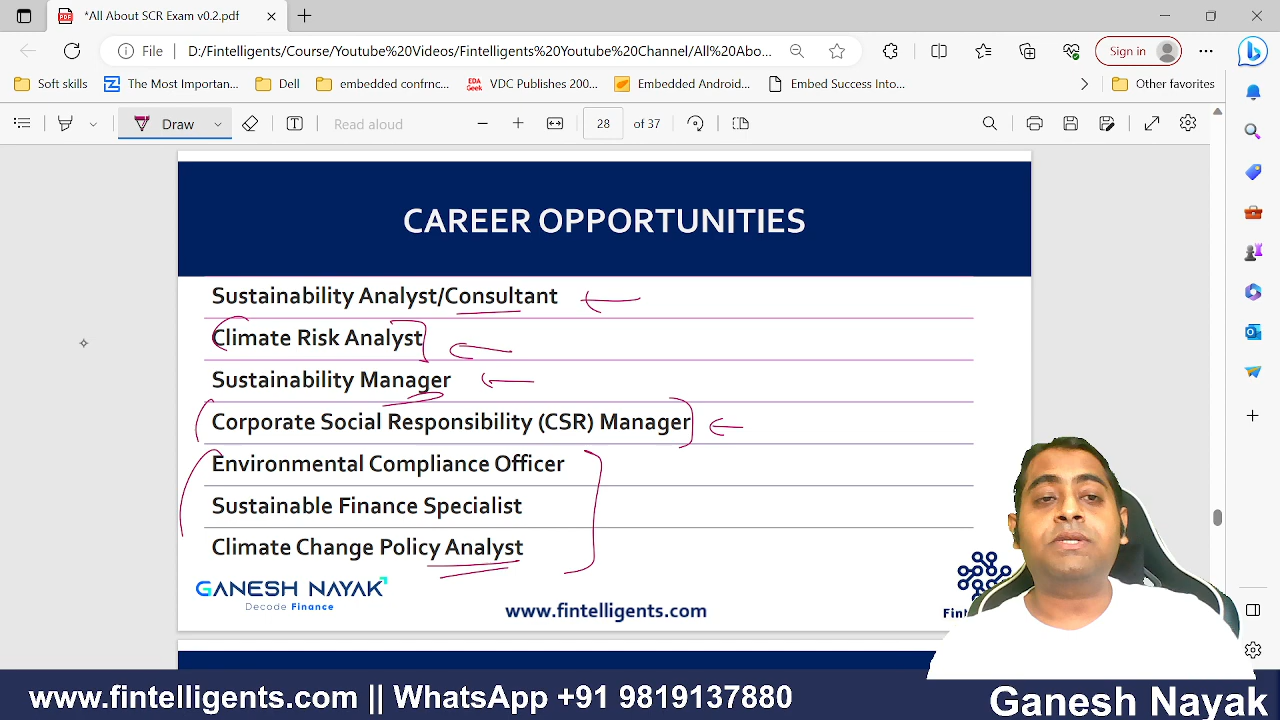 *All About SCR Exam v0.2.pdf
File
D:/Fintelligents/Course/Youtube%20Videos/Fintelligents%20Youtube%20Channel/All%20Abo...
Sign in
Soft skills
The Most Importan...
Dell
embedded confrnc...
EDA Geek
VDC Publishes 200...
Embedded Android...
Embed Success Into...
Other favorites
Draw
Read aloud
28 of 37
CAREER OPPORTUNITIES
Sustainability Analyst/Consultant
Climate Risk Analyst
Sustainability Manager
Corporate Social Responsibility (CSR) Manager
Environmental Compliance Officer
Sustainable Finance Specialist
Climate Change Policy Analyst
GANESH NAYAK
Decode Finance
www.fintelligents.com
www.fintelligents.com || WhatsApp +91 9819137880
Ganesh Nayak